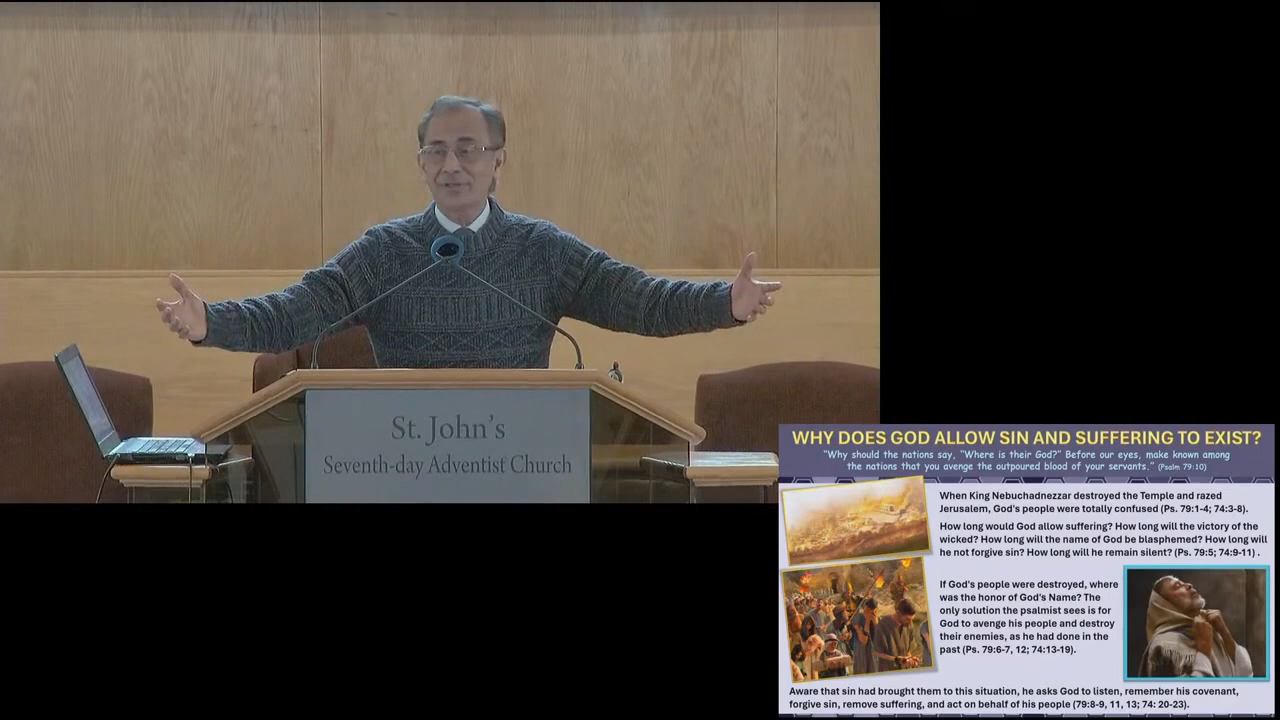 St. John's
Seventh-day Adventist Church
WHY DOES GOD ALLOW SIN AND SUFFERING TO EXIST?
“Why should the nations say, “Where is their God?” Before our eyes, make known among
the nations that you avenge the outpoured blood of your servants.” (Psalm 79:10)
When King Nebuchadnezzar destroyed the Temple and razed
Jerusalem, God's people were totally confused (Ps. 79:1-4; 74:3-8).
How long would God allow suffering? How long will the victory of the
wicked? How long will the name of God be blasphemed? How long will
he not forgive sin? How long will he remain silent? (Ps. 79:5; 74:9-11) .
If God's people were destroyed, where
was the honor of God's Name? The
only solution the psalmist sees is for
God to avenge his people and destroy
their enemies, as he had done in the
past (Ps. 79:6-7, 12; 74:13-19).
Aware that sin had brought them to this situation, he asks God to listen, remember his covenant,
forgive sin, remove suffering, and act on behalf of his people (79:8-9, 11, 13; 74: 20-23).